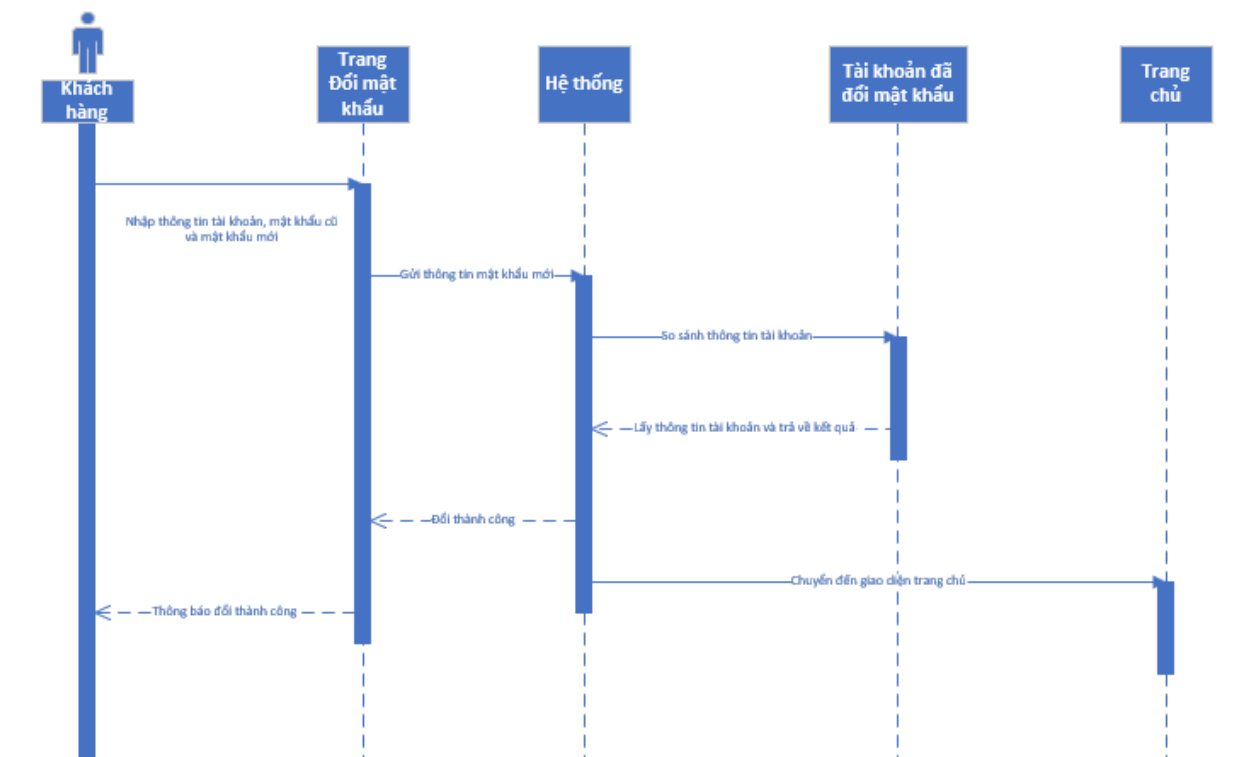 Khách
hàng
Trang
Đổi mật
khẩu
Hệ thống
Tài khoản đã
đổi mật khẩu
Trang
chủ
Nhập thông tin tài khoản, mật khẩu cũ
và mật khẩu mới
Gửi thông tin mật khẩu mới
So sánh thông tin tài khoản
Lấy thông tin tài khoản và trả về kết quả
Đổi thành công
Chuyển đến giao diện trang chủ
Thông báo đổi thành công